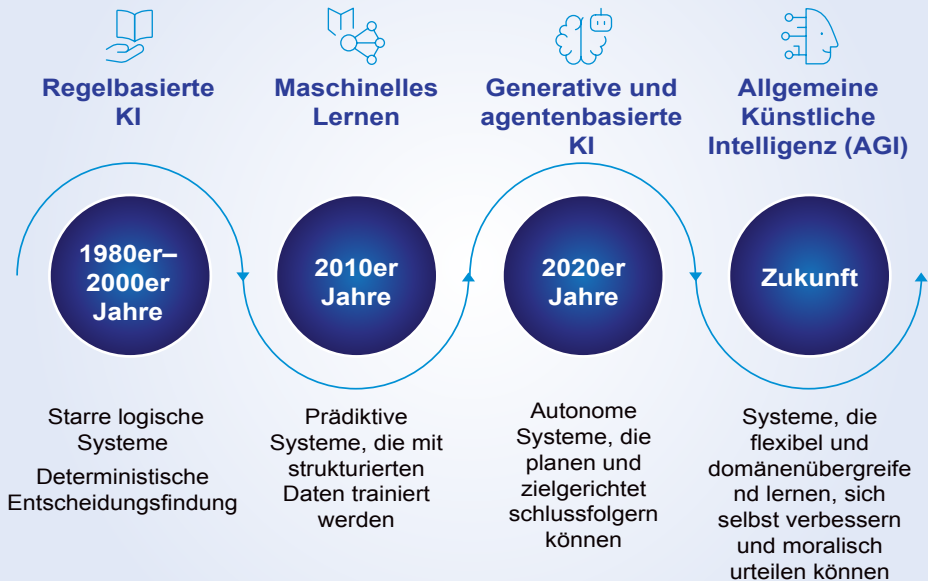 Regelbasierte
KI
1980er–
2000er
Jahre
Starre logische
Systeme
Deterministische
Entscheidungsfindung
Maschinelles
Lernen
2010er
Jahre
Prädiktive
Systeme, die mit
strukturierten
Daten trainiert
werden
Generative und
agentenbasierte
KI
2020er
Jahre
Autonome
Systeme, die
planen und
zielgerichtet
schlussfolgern
können
Allgemeine
Künstliche
Intelligenz (AGI)
Zukunft
Systeme, die
flexibel und
domänenübergreife
nd lernen, sich
selbst verbessern
und moralisch
urteilen können